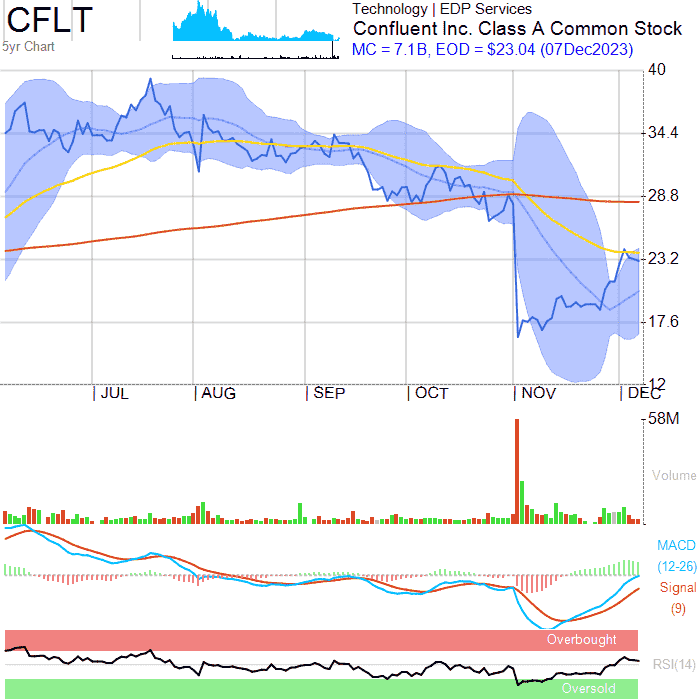 CFLT
5yr Chart
Technology | EDP Services
Confluent Inc. Class A Common Stock
MC = 7.1B, EOD = $23.04 (07Dec2023)
40
34.4
28.8
23.2
17.6
12
JUL AUG SEP OCT NOV DEC
58M
Volume
MACD
(12-26)
Signal
(9)
Overbought
RSI(14)
Oversold